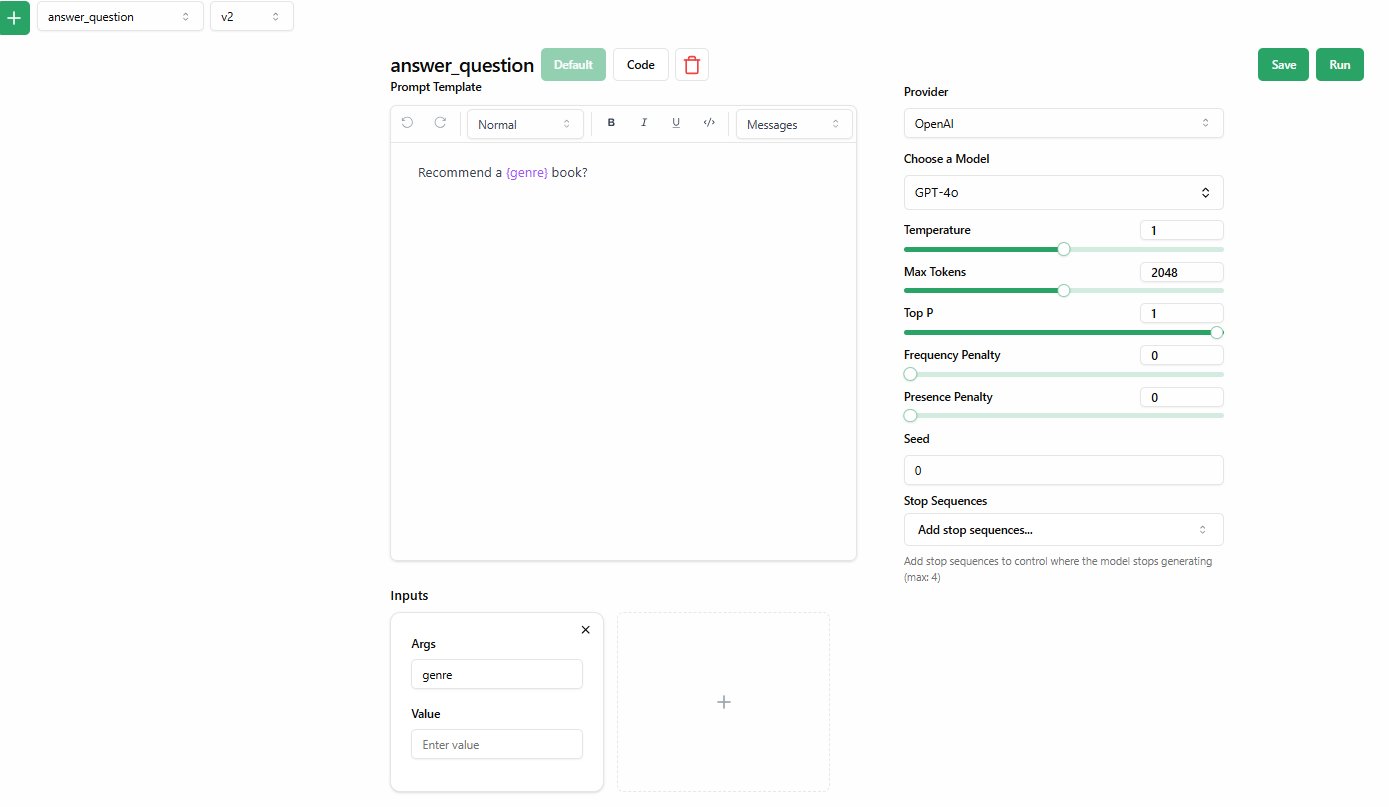 answer_question
v2
answer_question
Default
Code
Save
Run
Prompt Template
Normal
B
I
U
</>
Messages
Recommend a {genre} book?
Provider
OpenAI
Choose a Model
GPT-4o
Temperature
1
Max Tokens
2048
Top P
1
Frequency Penalty
0
Presence Penalty
0
Seed
0
Stop Sequences
Add stop sequences...
Add stop sequences to control where the model stops generating
(max: 4)
Inputs
Args
genre
Value
Enter value